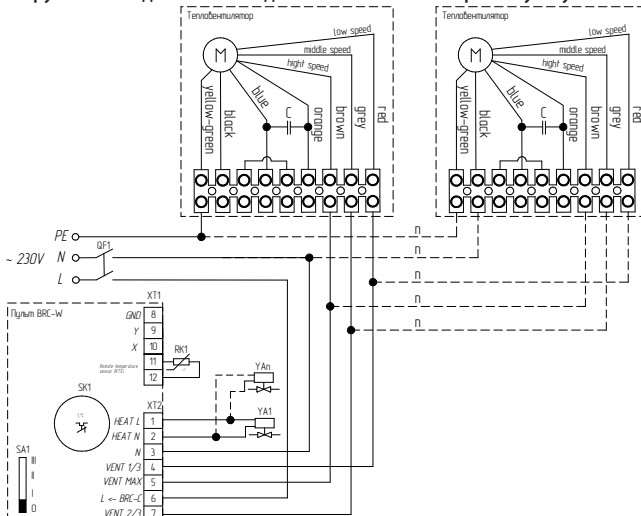 Тепловентилятор
low speed
middle speed
hight speed
M
yellow-green
black
blue
C
orange
brown
grey
red
Тепловентилятор
low speed
middle speed
hight speed
M
yellow-green
black
blue
C
orange
brown
grey
red
PE
n
~ 230V N QF1
n
L
n
n
n
XT1
Пульт BRC-W
GND 8
Y 9
X 10
11 RK1
Remote temperature
12
YAn
SK1
XT2
YA1
HEAT L 1
HEAT N 2
SA1
N 3
III
VENT 1/3 4
II
VENT MAX 5
I
L <- BRC-C 6
0
VENT 2/3 7